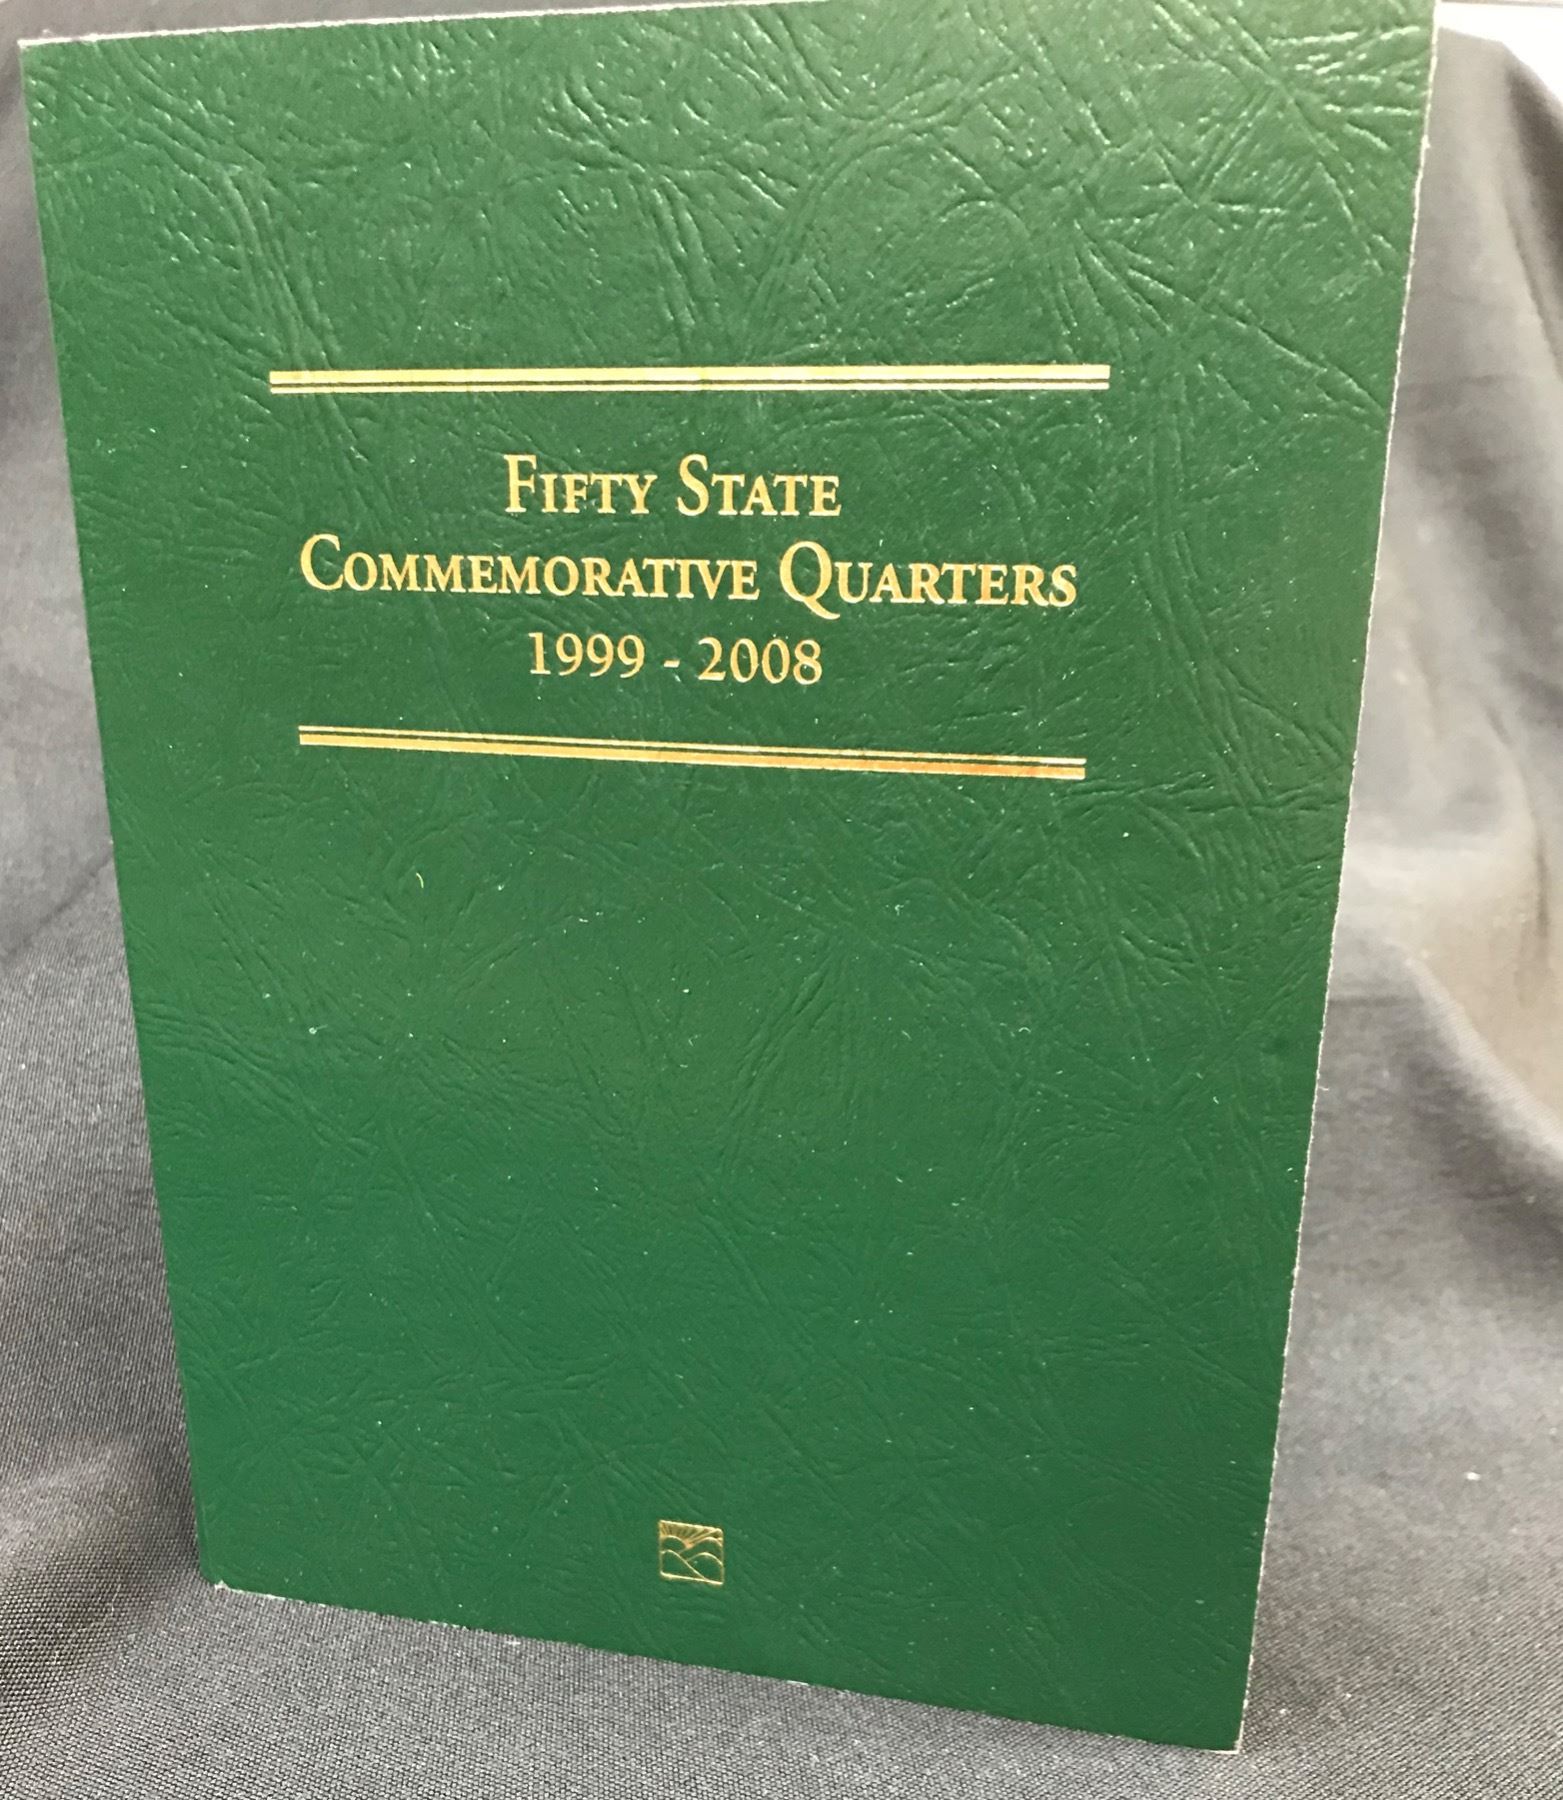 Fifty State
Commemorative Quarters
1999 - 2008